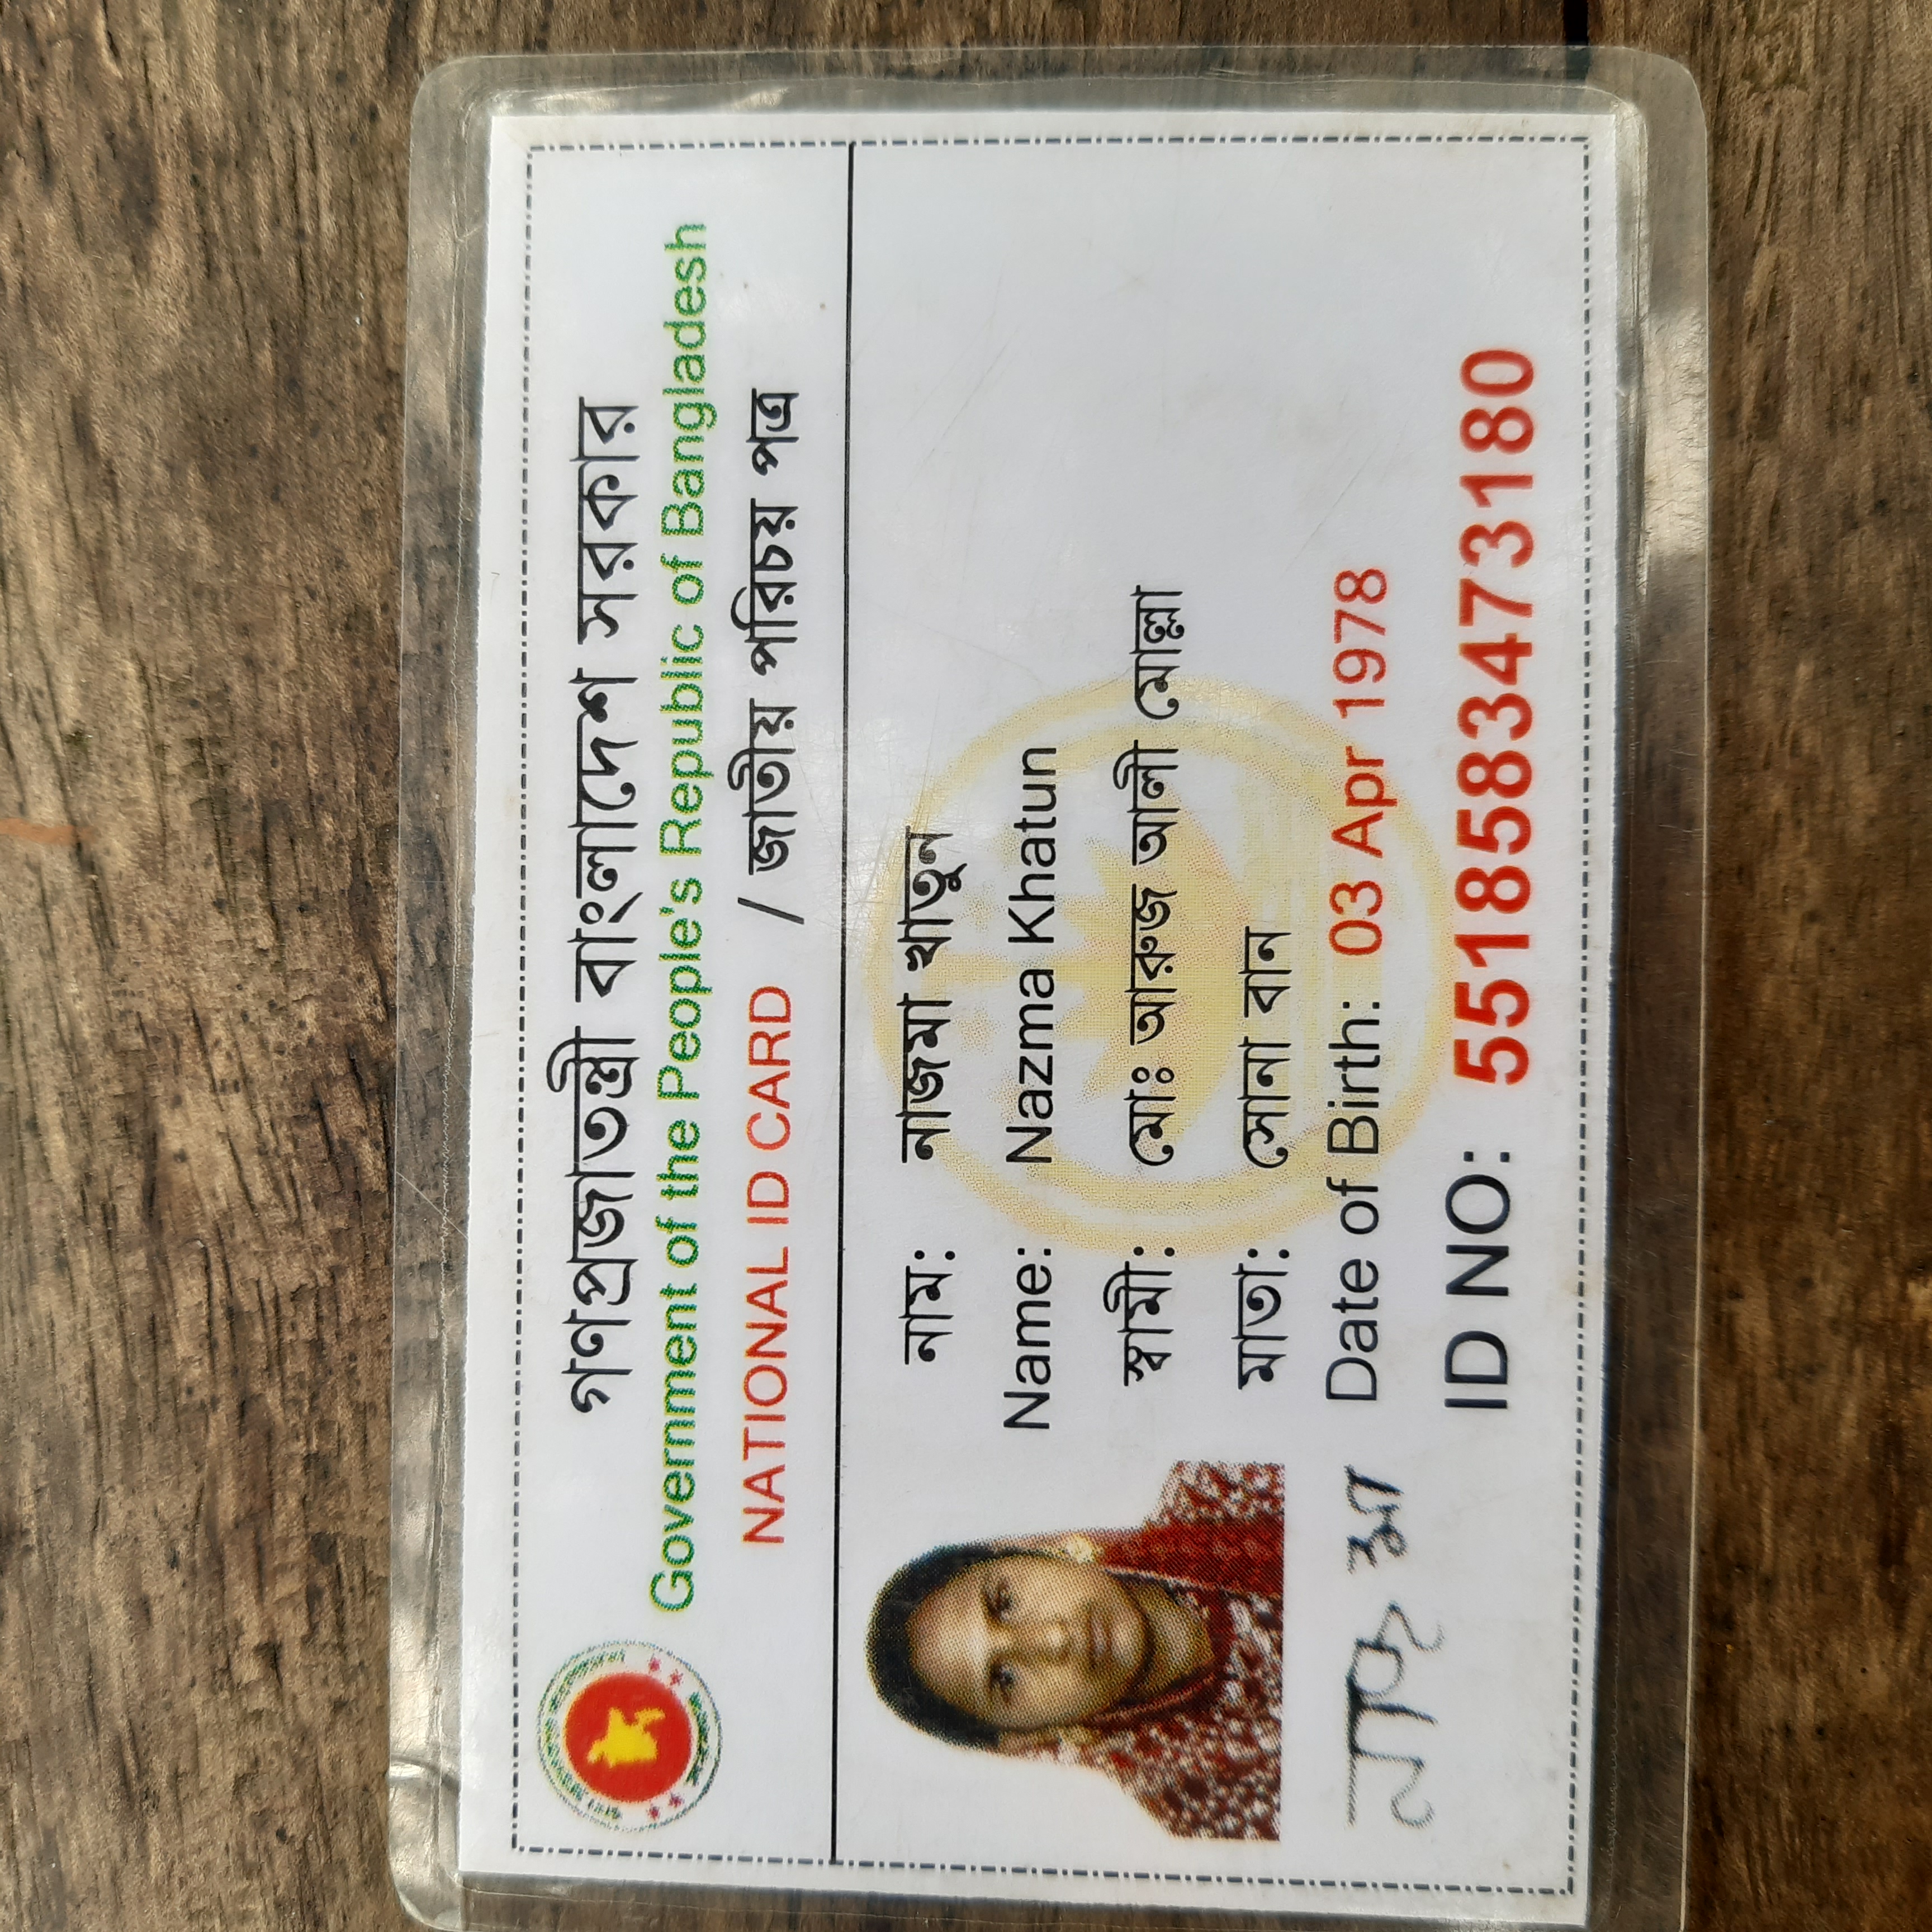 গণপ্রজাতন্ত্রী বাংলাদেশ সরকার
Government of the People's Republic of Bangladesh
NATIONAL ID CARD / জাতীয় পরিচয় পত্র
নাম: নাজমা খাতুন
Name: Nazma Khatun
স্বামী: মোঃ আরুজ আলী মোল্লা
মাতা: সোনা বান
Date of Birth: 03 Apr 1978
নাজমা
ID NO: 5518583473180